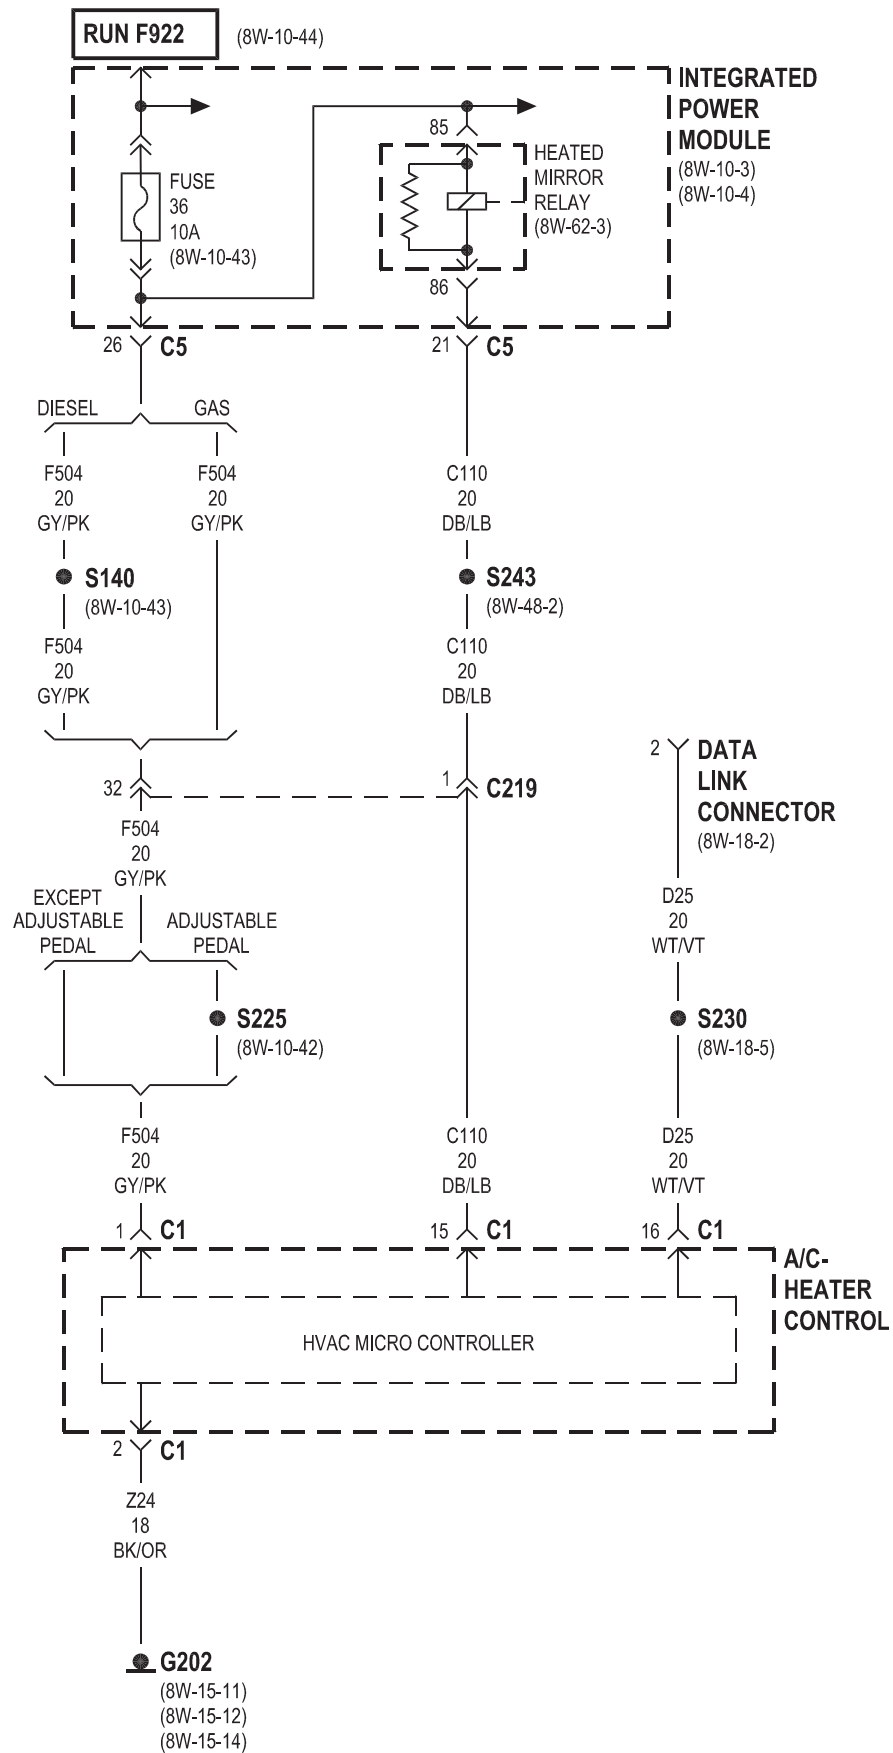 RUN F922
(8W-10-44)
INTEGRATED
POWER
MODULE
(8W-10-3)
(8W-10-4)
85
HEATED
MIRROR
RELAY
(8W-62-3)
FUSE
36
10A
(8W-10-43)
86
26
C5
21
C5
DIESEL
GAS
F504
20
GY/PK
F504
20
GY/PK
C110
20
DB/LB
S140
(8W-10-43)
S243
(8W-48-2)
F504
20
GY/PK
C110
20
DB/LB
2
DATA
LINK
CONNECTOR
(8W-18-2)
32
1
C219
F504
20
GY/PK
D25
20
WT/VT
EXCEPT
ADJUSTABLE
PEDAL
ADJUSTABLE
PEDAL
S225
(8W-10-42)
S230
(8W-18-5)
F504
20
GY/PK
C110
20
DB/LB
D25
20
WT/VT
1
C1
15
C1
16
C1
A/C-
HEATER
CONTROL
HVAC MICRO CONTROLLER
2
C1
Z24
18
BK/OR
G202
(8W-15-11)
(8W-15-12)
(8W-15-14)